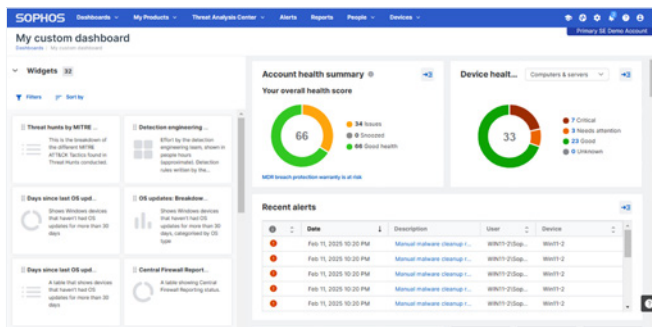 SOPHOS Dashboards My Products Threat Analysis Center Alerts Reports People Devices
Primary SE Demo Account
My custom dashboard
Dashboards / My custom dashboard
Widgets 32
Filters Sort by
Threat hunts by MITRE ...
This is the breakdown of
the different MITRE
ATT&CK Tactics found in
Threat Hunts conducted.
Detection engineering ...
Effort by the detection
engineering team, shown in
people hours
(approximate). Detection
rules written by the...
Days since last OS upd...
Shows Windows devices
that haven't had OS
updates for more than 30
days
OS updates: Breakdow...
Shows Windows devices
that haven't had OS
updates for more than 30
days, categorised by OS
type
Days since last OS upd...
A table that shows devices
that haven't had OS
updates for more than 30
days
Central Firewall Report...
A table showing Central
Firewall Reporting status.
Account health summary
Your overall health score
66
34 Issues
0 Snoozed
66 Good health
MDR breach protection warranty is at risk
Device healt... Computers & servers
33
7 Critical
3 Needs attention
23 Good
0 Unknown
Recent alerts
Date Description User Device
Feb 11, 2025 10:20 PM Manual malware cleanup r... WIN11-2\Sop... Win11-2
Feb 11, 2025 10:20 PM Manual malware cleanup r... WIN11-2\Sop... Win11-2
Feb 11, 2025 10:20 PM Manual malware cleanup r... WIN11-2\Sop... Win11-2
Feb 11, 2025 10:20 PM Manual malware cleanup r... WIN11-2\Sop... Win11-2
Feb 11, 2025 10:20 PM Manual malware cleanup r... WIN11-2\Sop... Win11-2